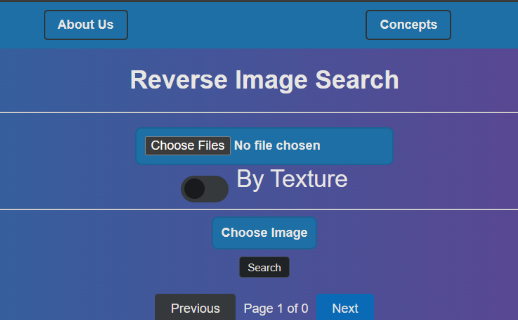 About Us Concepts
Reverse Image Search
Choose Files No file chosen
By Texture
Choose Image
Search
Previous Page 1 of 0 Next